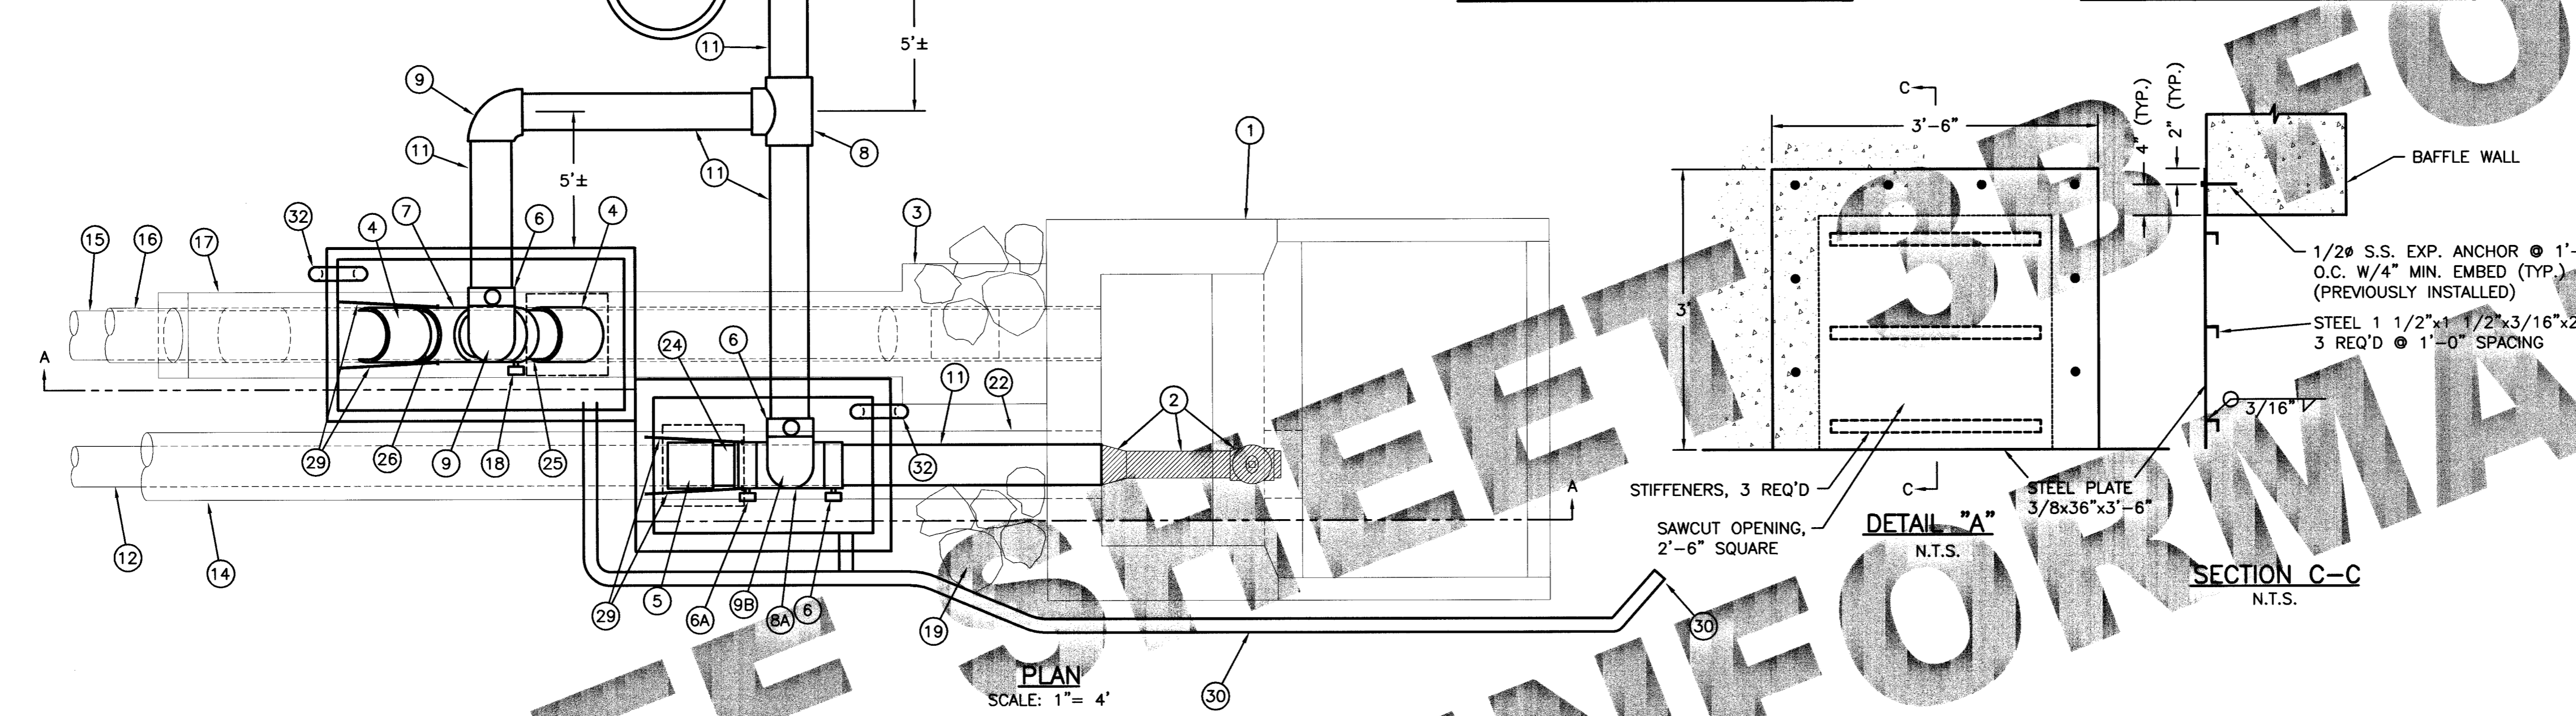 11
5'±
9
11
5'±
11
8
1
32
4
7
6
4
3
15
16
17
A
24
6
11
22
2
29
26
9
18
25
32
12
14
29
5
6A
9B
8A
6
19
A
30
30
PLAN
SCALE: 1"= 4'
C
3'-6"
3'
4" (TYP.)
2" (TYP.)
BAFFLE WALL
1/2ø S.S. EXP. ANCHOR @ 1'-
O.C. W/4" MIN. EMBED (TYP.)
(PREVIOUSLY INSTALLED)
STEEL 1 1/2"x1 1/2"x3/16"x2
3 REQ'D @ 1'-0" SPACING
3/16"
STIFFENERS, 3 REQ'D
SAWCUT OPENING,
2'-6" SQUARE
C
STEEL PLATE
3/8x36"x3'-6"
DETAIL "A"
N.T.S.
SECTION C-C
N.T.S.
SHEET 3B FO
INFORMA